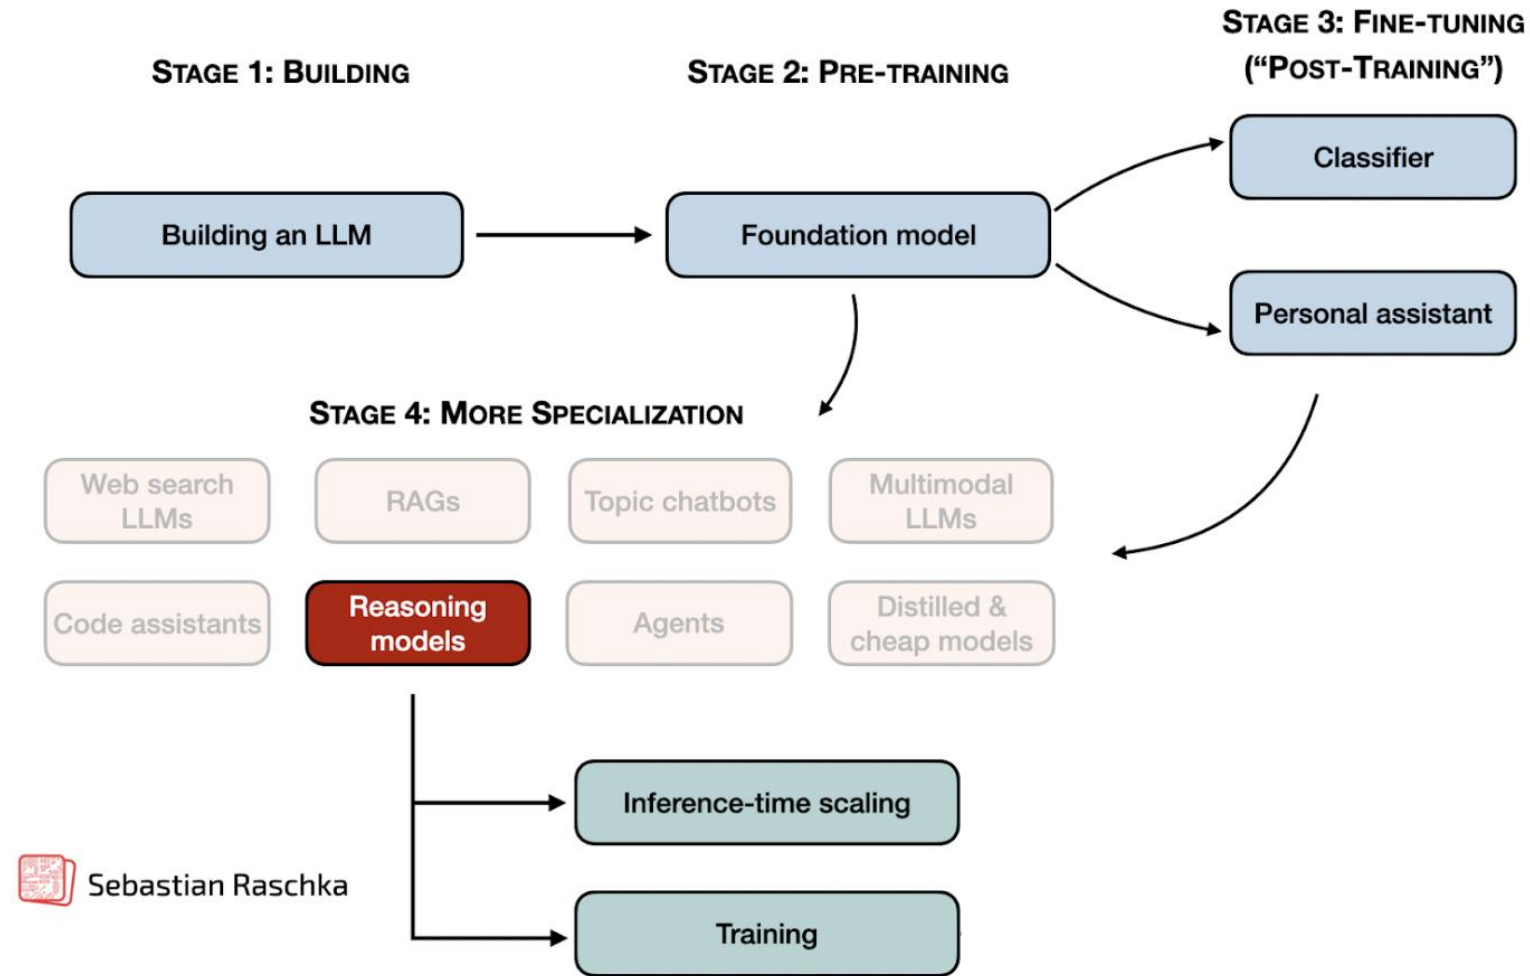 STAGE 1: BUILDING
STAGE 2: PRE-TRAINING
STAGE 3: FINE-TUNING
(“POST-TRAINING”)
Building an LLM
Foundation model
Classifier
Personal assistant
STAGE 4: MORE SPECIALIZATION
Web search
LLMs
RAGs
Topic chatbots
Multimodal
LLMs
Code assistants
Reasoning
models
Agents
Distilled &
cheap models
Inference-time scaling
Training
Sebastian Raschka